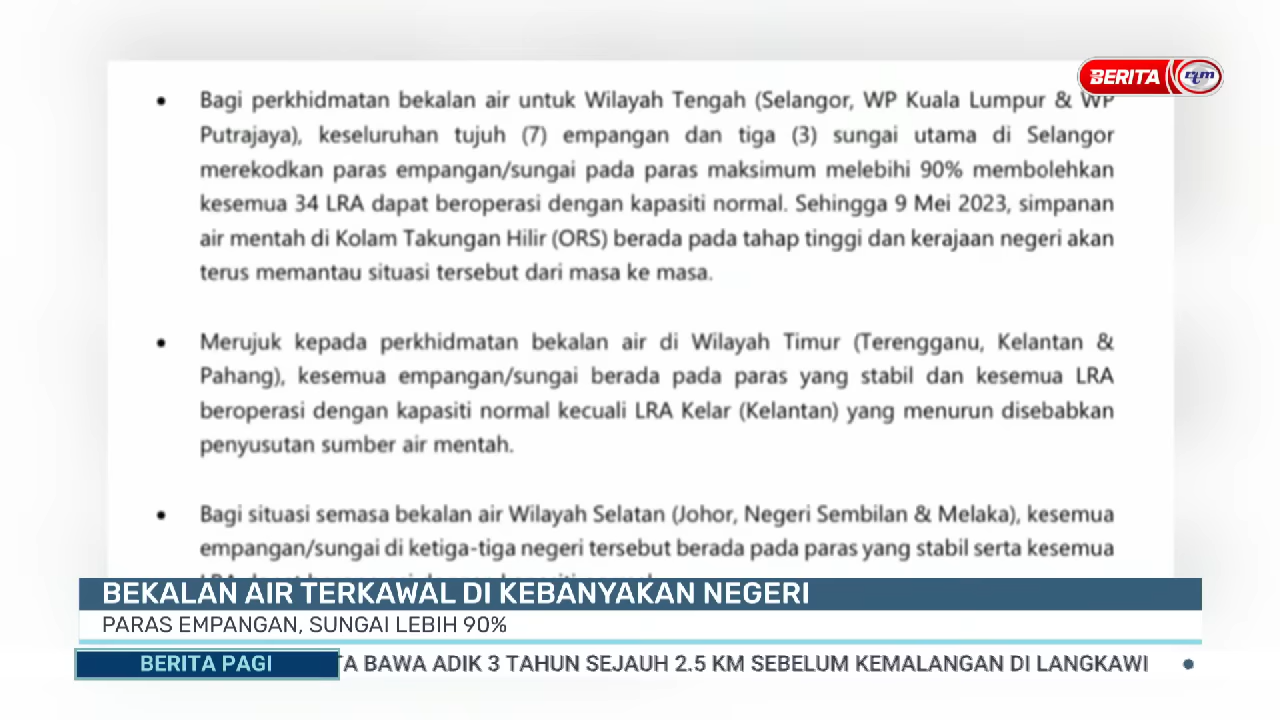 BERITA rtm
• Bagi perkhidmatan bekalan air untuk Wilayah Tengah (Selangor, WP Kuala Lumpur & WP
Putrajaya), keseluruhan tujuh (7) empangan dan tiga (3) sungai utama di Selangor
merekodkan paras empangan/sungai pada paras maksimum melebihi 90% membolehkan
kesemua 34 LRA dapat beroperasi dengan kapasiti normal. Sehingga 9 Mei 2023, simpanan
air mentah di Kolam Takungan Hilir (ORS) berada pada tahap tinggi dan kerajaan negeri akan
terus memantau situasi tersebut dari masa ke masa.
• Merujuk kepada perkhidmatan bekalan air di Wilayah Timur (Terengganu, Kelantan &
Pahang), kesemua empangan/sungai berada pada paras yang stabil dan kesemua LRA
beroperasi dengan kapasiti normal kecuali LRA Kelar (Kelantan) yang menurun disebabkan
penyusutan sumber air mentah.
• Bagi situasi semasa bekalan air Wilayah Selatan (Johor, Negeri Sembilan & Melaka), kesemua
empangan/sungai di ketiga-tiga negeri tersebut berada pada paras yang stabil serta kesemua
BEKALAN AIR TERKAWAL DI KEBANYAKAN NEGERI
PARAS EMPANGAN, SUNGAI LEBIH 90%
BERITA PAGI TA BAWA ADIK 3 TAHUN SEJAUH 2.5 KM SEBELUM KEMALANGAN DI LANGKAWI •